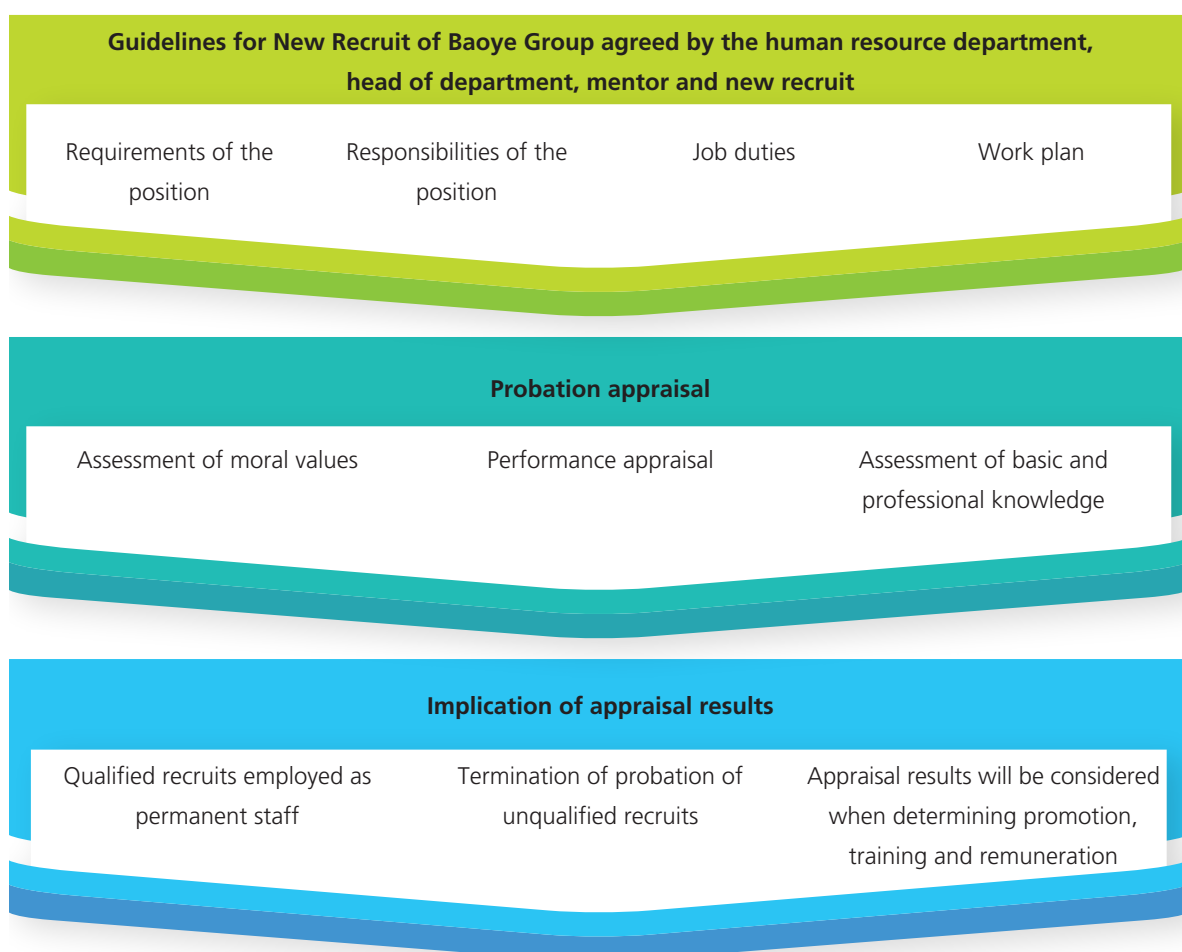 Guidelines for New Recruit of Baoye Group agreed by the human resource department,
head of department, mentor and new recruit
Requirements of the
position
Responsibilities of the
position
Job duties
Work plan
Probation appraisal
Assessment of moral values
Performance appraisal
Assessment of basic and
professional knowledge
Implication of appraisal results
Qualified recruits employed as
permanent staff
Termination of probation of
unqualified recruits
Appraisal results will be considered
when determining promotion,
training and remuneration